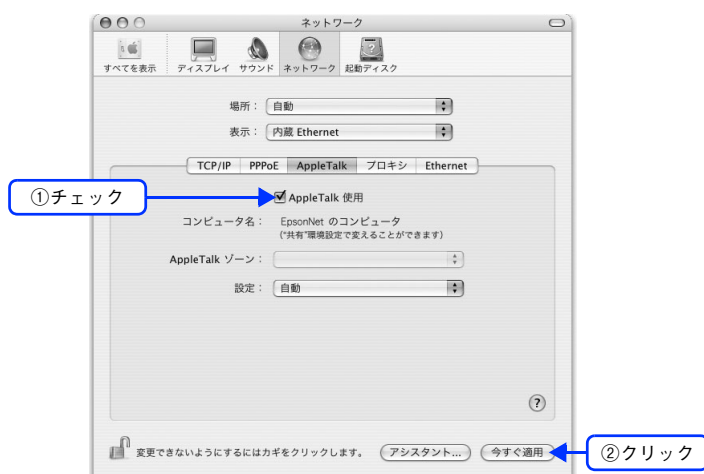 ネットワーク
すべてを表示 ディスプレイ サウンド ネットワーク 起動ディスク
場所： 自動
表示： 内蔵 Ethernet
TCP/IP PPPoE AppleTalk プロキシ Ethernet
①チェック
AppleTalk 使用
コンピュータ名： EpsonNet のコンピュータ
（“共有”環境設定で変えることができます）
AppleTalk ゾーン：
設定： 自動
?
変更できないようにするにはカギをクリックします。 アシスタント... 今すぐ適用
②クリック